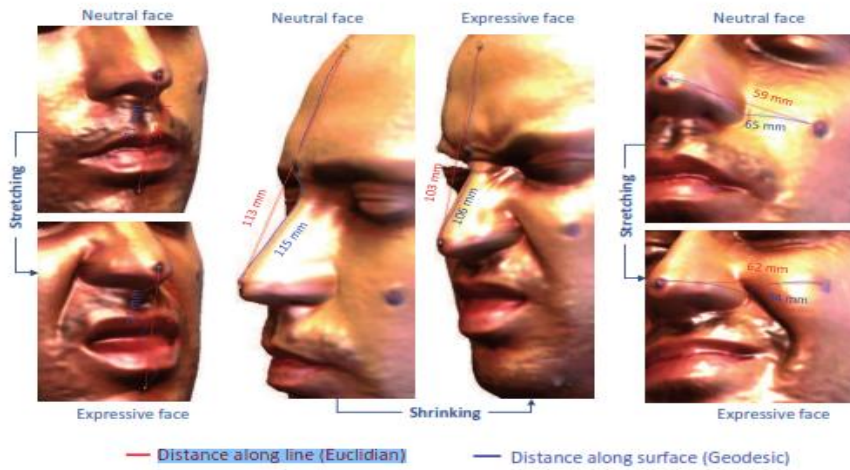 Neutral face
Neutral face
Expressive face
Neutral face
Stretching
113 mm
115 mm
103 mm
106 mm
Stretching
59 mm
65 mm
62 mm
Expressive face
Shrinking
Expressive face
Distance along line (Euclidian)
Distance along surface (Geodesic)